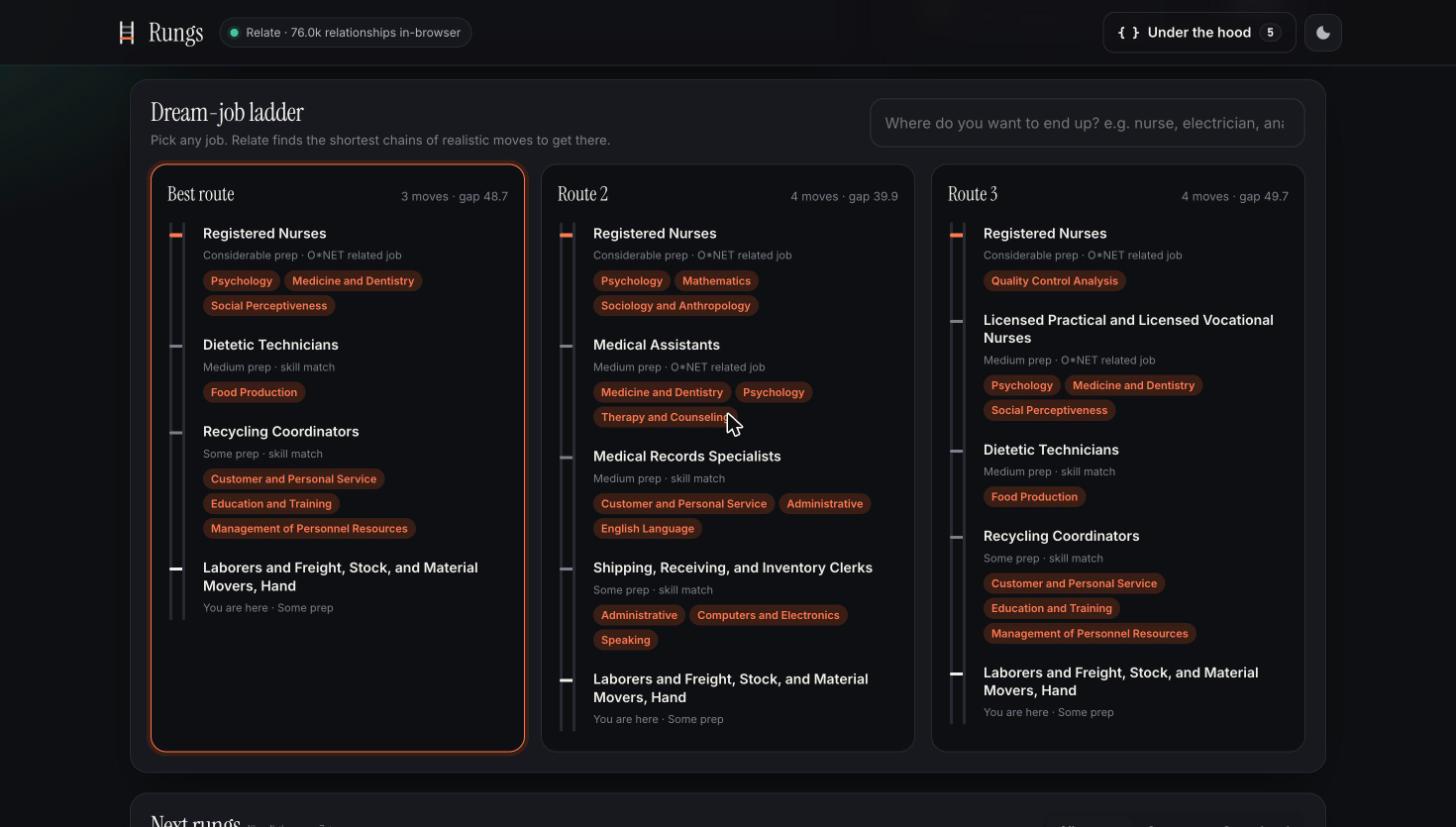 Rungs
Relate · 76.0k relationships in-browser
{ } Under the hood 5
Dream-job ladder
Pick any job. Relate finds the shortest chains of realistic moves to get there.
Where do you want to end up? e.g. nurse, electrician, ana
Best route
3 moves · gap 48.7
Registered Nurses
Considerable prep · O*NET related job
Psychology
Medicine and Dentistry
Social Perceptiveness
Dietetic Technicians
Medium prep · skill match
Food Production
Recycling Coordinators
Some prep · skill match
Customer and Personal Service
Education and Training
Management of Personnel Resources
Laborers and Freight, Stock, and Material
Movers, Hand
You are here · Some prep
Route 2
4 moves · gap 39.9
Registered Nurses
Considerable prep · O*NET related job
Psychology
Mathematics
Sociology and Anthropology
Medical Assistants
Medium prep · O*NET related job
Medicine and Dentistry
Psychology
Therapy and Counseling
Medical Records Specialists
Medium prep · skill match
Customer and Personal Service
Administrative
English Language
Shipping, Receiving, and Inventory Clerks
Some prep · skill match
Administrative
Computers and Electronics
Speaking
Laborers and Freight, Stock, and Material
Movers, Hand
You are here · Some prep
Route 3
4 moves · gap 49.7
Registered Nurses
Considerable prep · O*NET related job
Quality Control Analysis
Licensed Practical and Licensed Vocational
Nurses
Medium prep · O*NET related job
Psychology
Medicine and Dentistry
Social Perceptiveness
Dietetic Technicians
Medium prep · skill match
Food Production
Recycling Coordinators
Some prep · skill match
Customer and Personal Service
Education and Training
Management of Personnel Resources
Laborers and Freight, Stock, and Material
Movers, Hand
You are here · Some prep
Next rungs